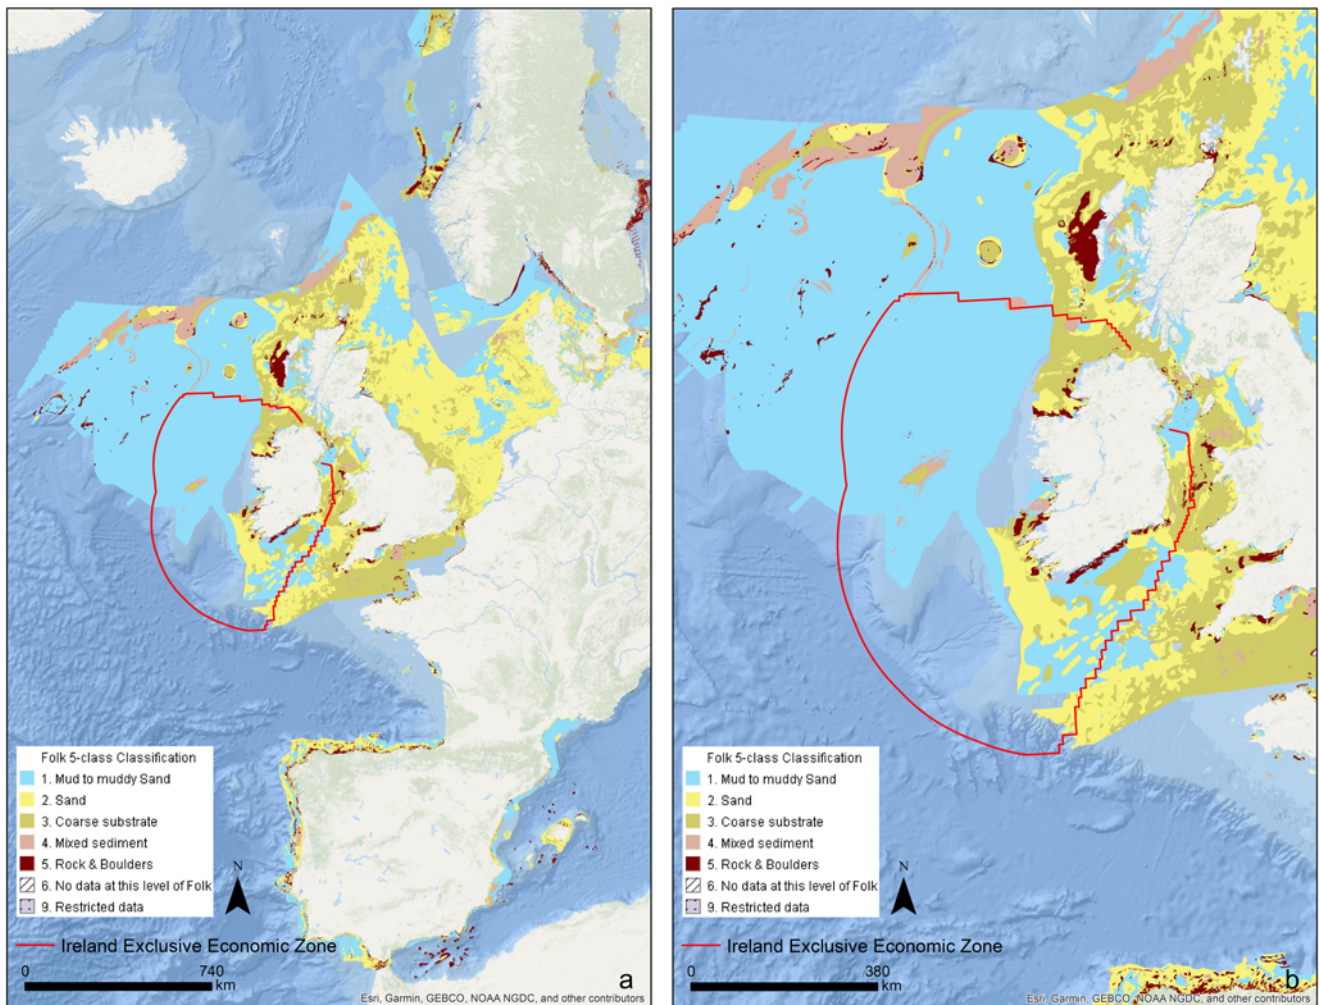 Folk 5-class Classification
1. Mud to muddy Sand
2. Sand
3. Coarse substrate
4. Mixed sediment
5. Rock & Boulders
6. No data at this level of Folk
9. Restricted data
N
Ireland Exclusive Economic Zone
0 740
km
a
Esri, Garmin, GEBCO, NOAA NGDC, and other contributors
Folk 5-class Classification
1. Mud to muddy Sand
2. Sand
3. Coarse substrate
4. Mixed sediment
5. Rock & Boulders
6. No data at this level of Folk
9. Restricted data
N
Ireland Exclusive Economic Zone
0 380
km
b
Esri, Garmin, GEBCO, NOAA NGDC, and other contributors